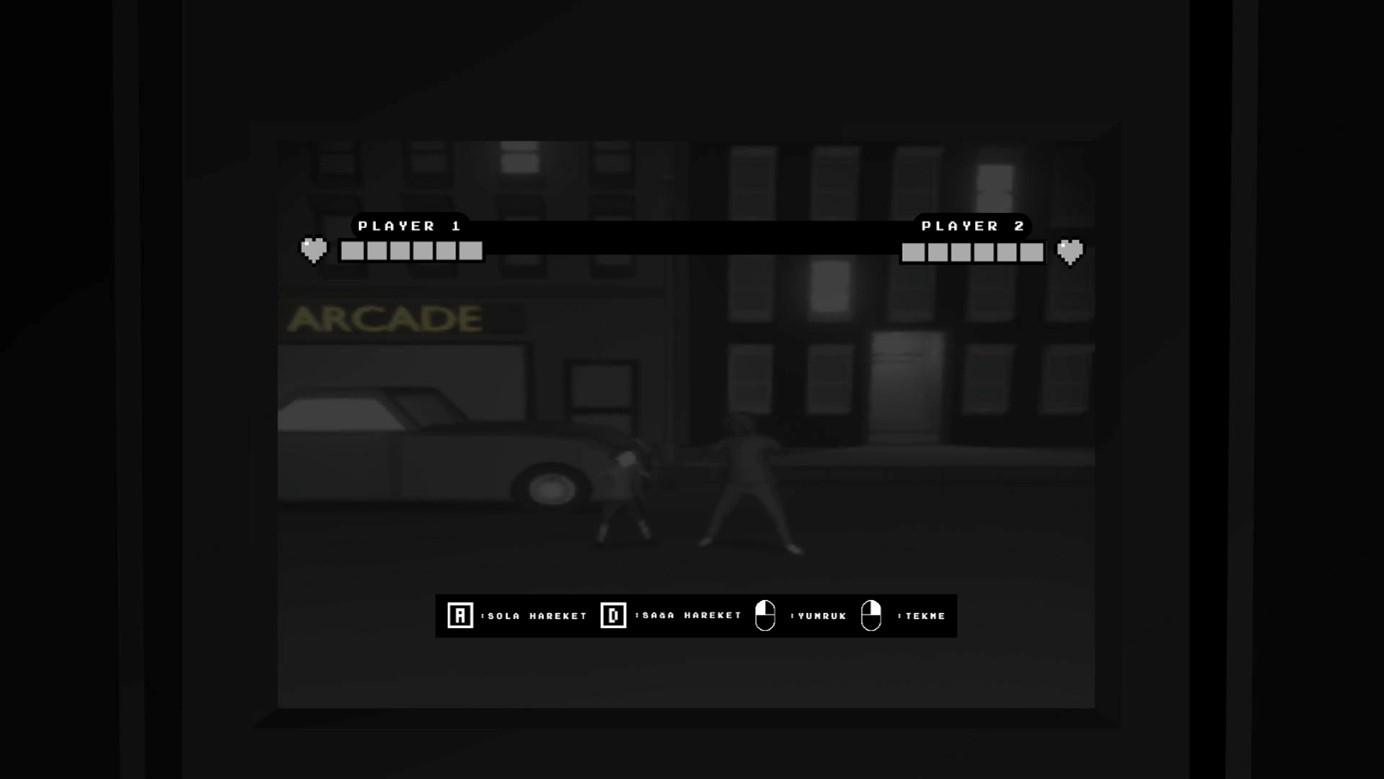 PLAYER 1
PLAYER 2
ARCADE
A :SOLA HAREKET D :SAGA HAREKET :YUMRUK :TEKME